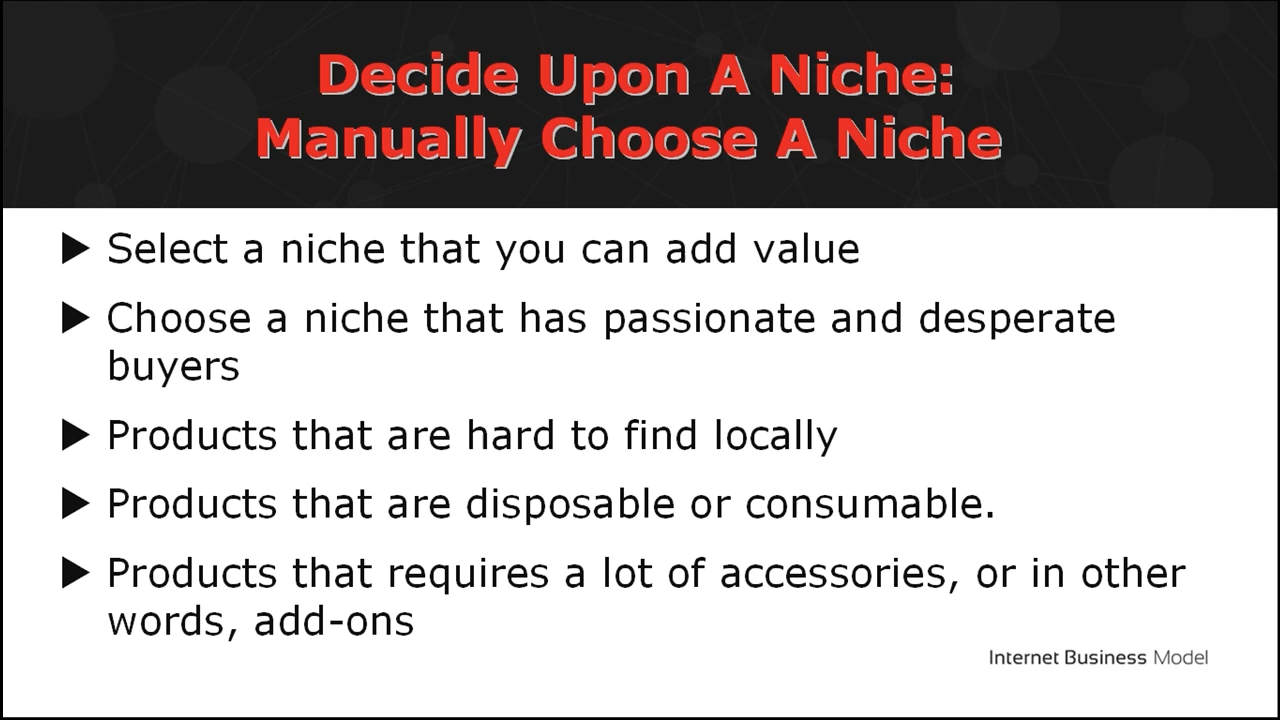 Decide Upon A Niche:
Manually Choose A Niche
▶ Select a niche that you can add value
▶ Choose a niche that has passionate and desperate
buyers
▶ Products that are hard to find locally
▶ Products that are disposable or consumable.
▶ Products that requires a lot of accessories, or in other
words, add-ons
Internet Business Model